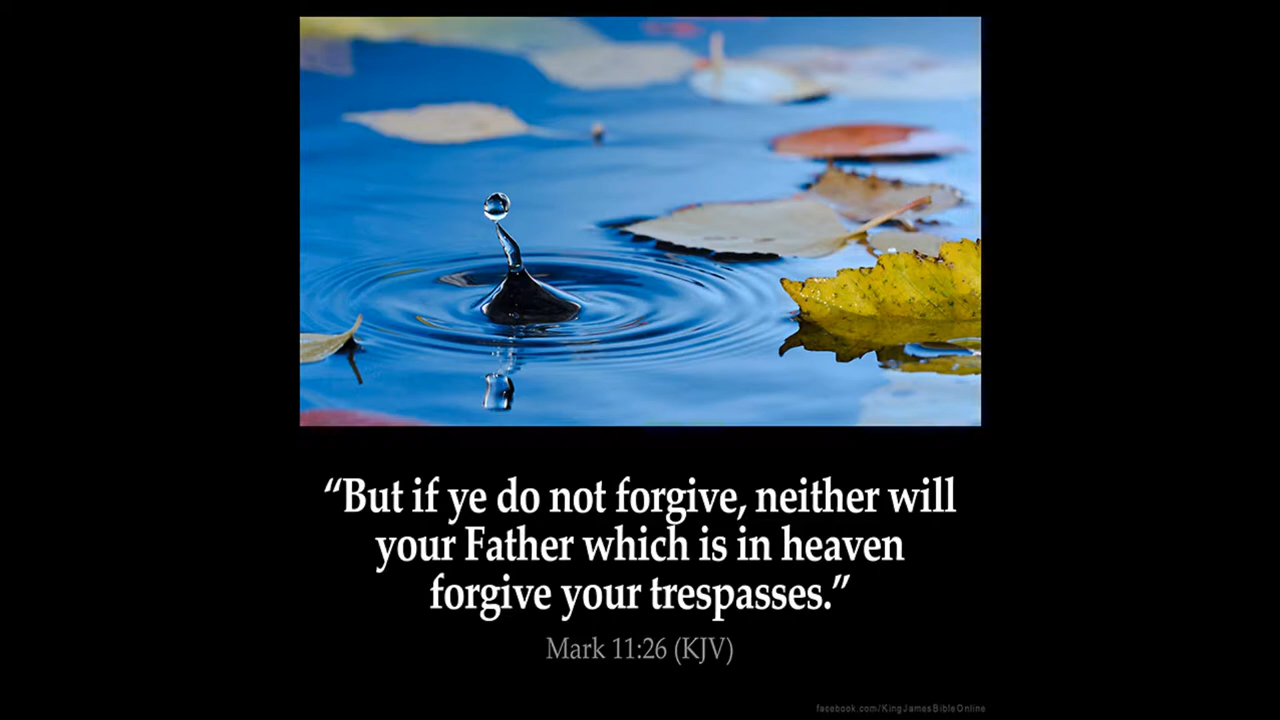 “But if ye do not forgive, neither will
your Father which is in heaven
forgive your trespasses.”
Mark 11:26 (KJV)
facebook.com/KingJamesBibleOnline